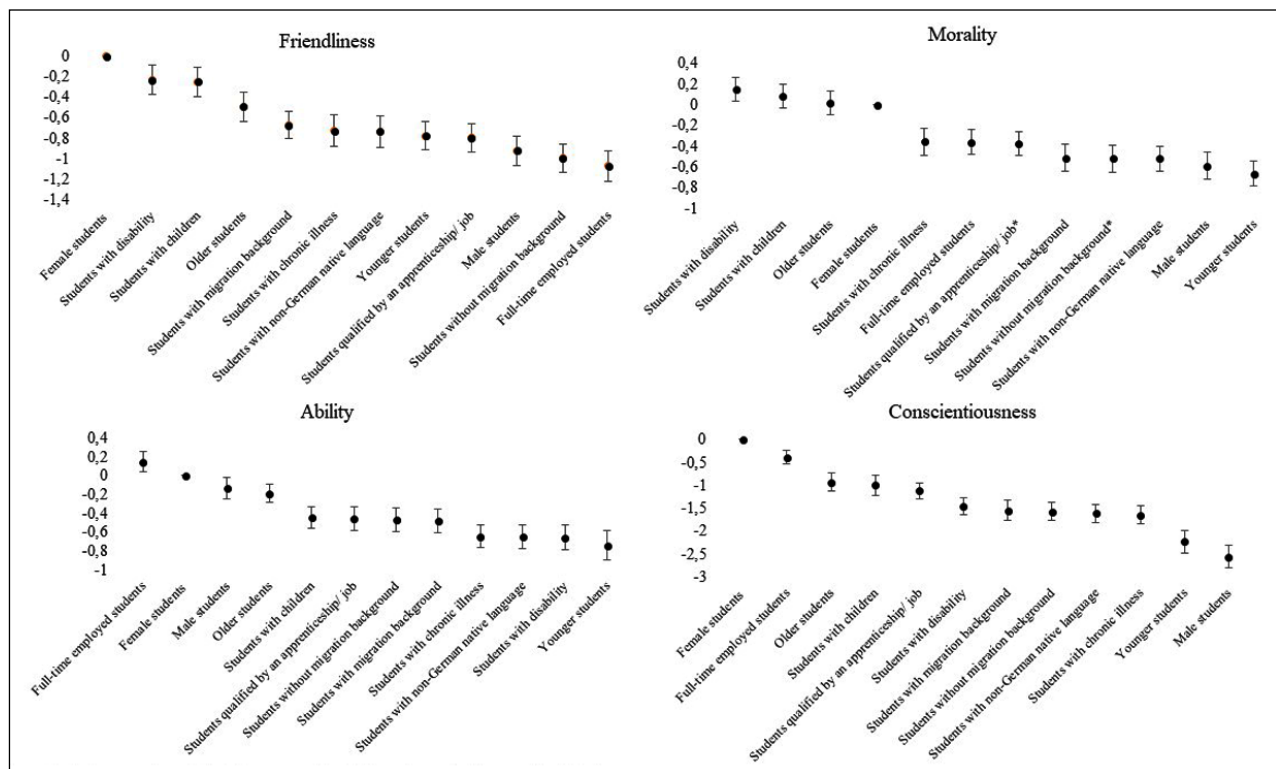 Friendliness
0
-0,2
-0,4
-0,6
-0,8
-1
-1,2
-1,4
Female students
Students with disability
Students with children
Older students
Students with migration background
Students with chronic illness
Students with non-German native language
Younger students
Students qualified by an apprenticeship/ job
Male students
Students without migration background
Full-time employed students
Morality
0,4
0,2
0
-0,2
-0,4
-0,6
-0,8
-1
Students with disability
Students with children
Older students
Female students
Students with chronic illness
Full-time employed students
Students qualified by an apprenticeship/ job*
Students with migration background
Students without migration background*
Students with non-German native language
Male students
Younger students
Ability
0,4
0,2
0
-0,2
-0,4
-0,6
-0,8
-1
Full-time employed students
Female students
Male students
Older students
Students with children
Students qualified by an apprenticeship/ job
Students without migration background
Students with migration background
Students with chronic illness
Students with non-German native language
Students with disability
Younger students
Conscientiousness
0
-0,5
-1
-1,5
-2
-2,5
-3
Female students
Full-time employed students
Older students
Students with children
Students qualified by an apprenticeship/ job
Students with disability
Students with migration background
Students without migration background
Students with non-German native language
Students with chronic illness
Younger students
Male students